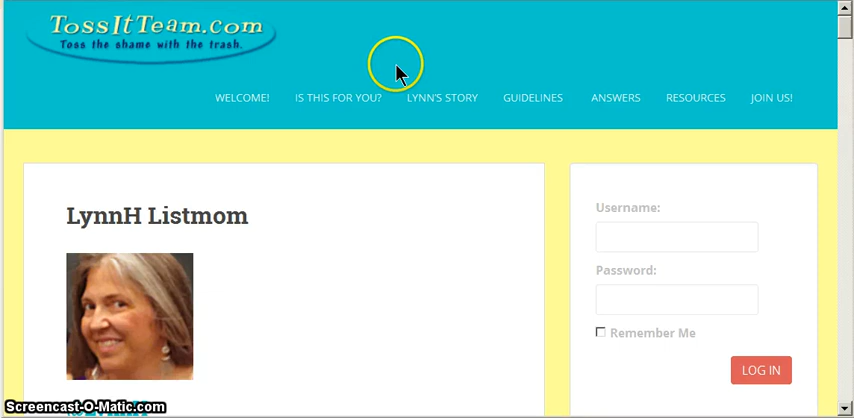 TossItTeam.com
Toss the shame with the trash.
WELCOME! IS THIS FOR YOU? LYNN'S STORY GUIDELINES ANSWERS RESOURCES JOIN US!
LynnH Listmom
Username:
Password:
Remember Me
LOG IN
Screencast-O-Matic.com